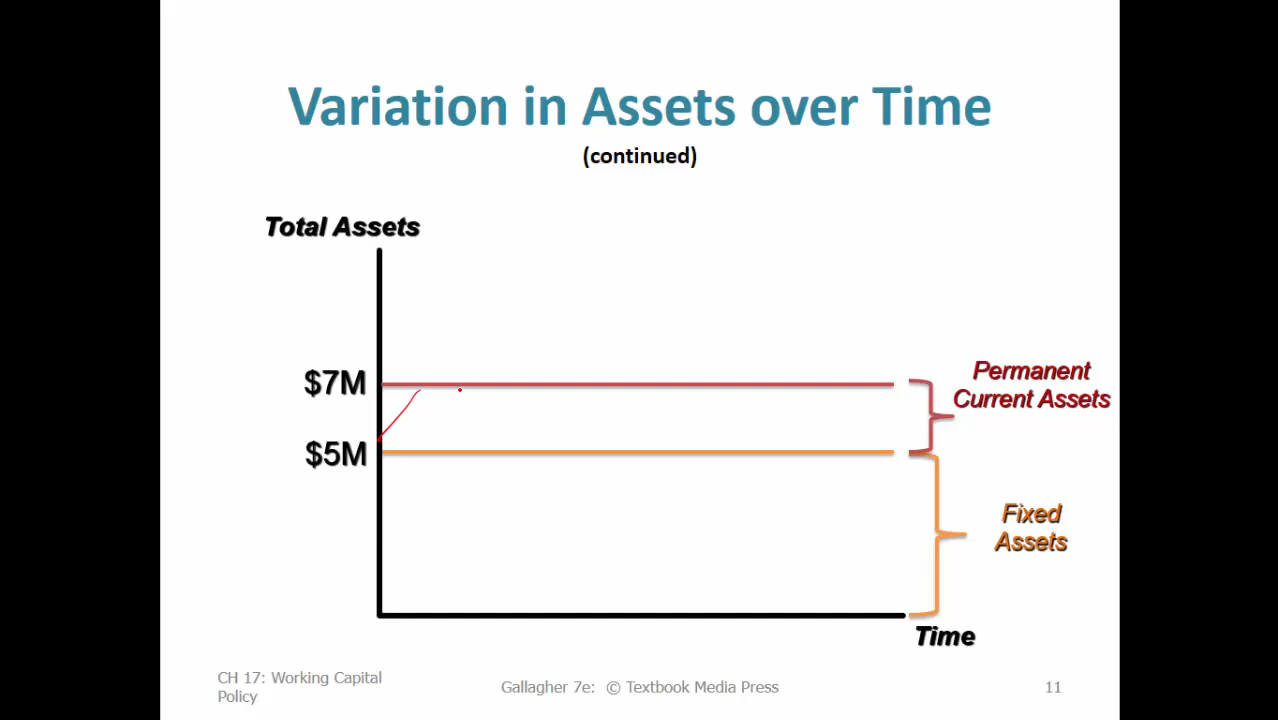 Variation in Assets over Time
(continued)
Total Assets
$7M
Permanent
Current Assets
$5M
Fixed
Assets
Time
CH 17: Working Capital
Policy
Gallagher 7e: © Textbook Media Press
11